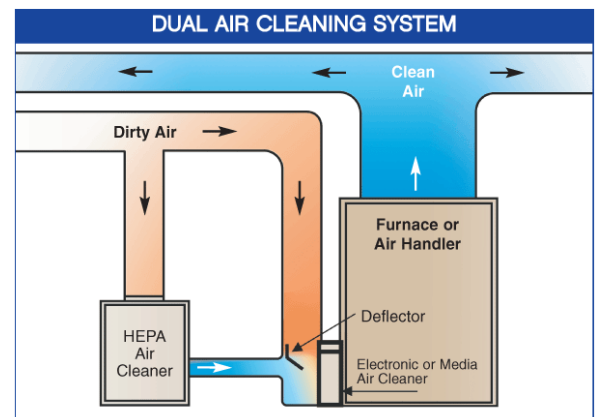 DUAL AIR CLEANING SYSTEM
Clean
Air
Dirty Air
Furnace or
Air Handler
Deflector
HEPA
Air
Cleaner
Electronic or Media
Air Cleaner